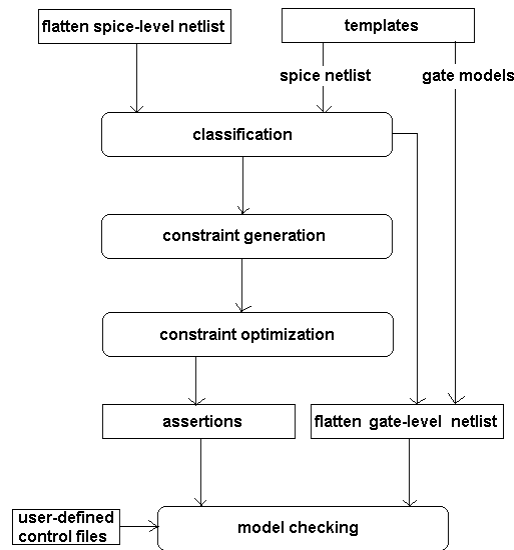 flatten spice-level netlist
templates
spice netlist
gate models
classification
constraint generation
constraint optimization
assertions
flatten gate-level netlist
user-defined
control files
model checking